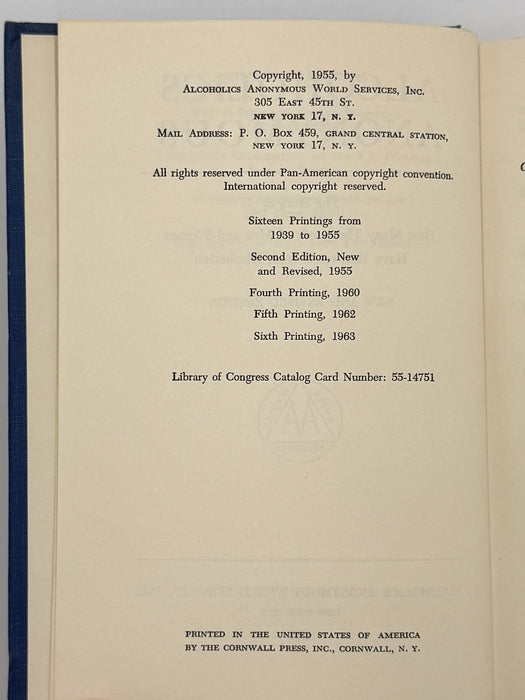 Copyright, 1955, by
Alcoholics Anonymous World Services, Inc.
305 East 45th St.
NEW YORK 17, N. Y.
Mail Address: P. O. Box 459, GRAND CENTRAL STATION,
NEW YORK 17, N. Y.
All rights reserved under Pan-American copyright convention.
International copyright reserved.
Sixteen Printings from
1939 to 1955
Second Edition, New
and Revised, 1955
Fourth Printing, 1960
Fifth Printing, 1962
Sixth Printing, 1963
Library of Congress Catalog Card Number: 55-14751
PRINTED IN THE UNITED STATES OF AMERICA
BY THE CORNWALL PRESS, INC., CORNWALL, N. Y.